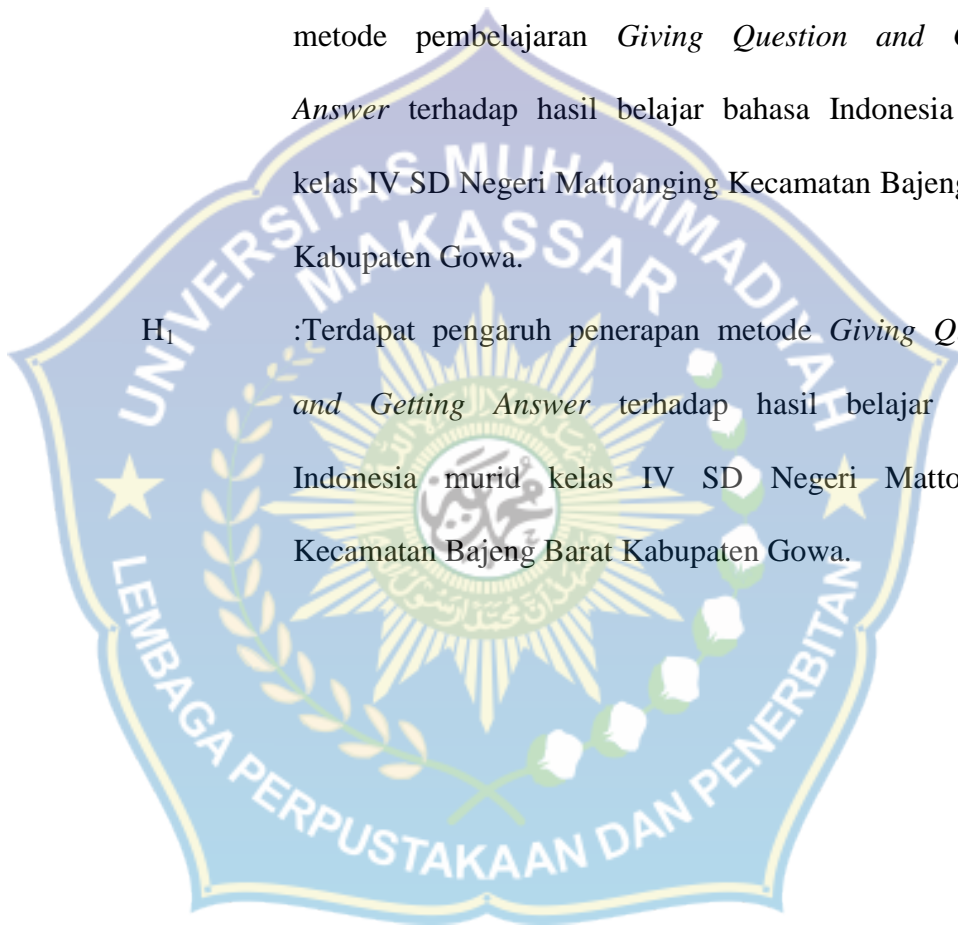 metode pembelajaran Giving Question and
Answer terhadap hasil belajar bahasa Indonesia
kelas IV SD Negeri Mattoanging Kecamatan Bajeng
Kabupaten Gowa.
H₁ :Terdapat pengaruh penerapan metode Giving
and Getting Answer terhadap hasil belajar
Indonesia murid kelas IV SD Negeri
Kecamatan Bajeng Barat Kabupaten Gowa.
UNIVERSITAS MUHAMMADIYAH
MAKASSAR
LEMBAGA PERPUSTAKAAN DAN PENERBITAN